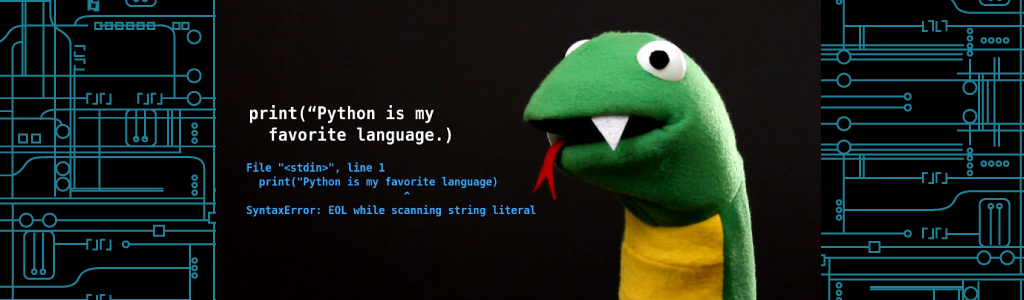 print(“Python is my
favorite language.)
File "<stdin>", line 1
print("Python is my favorite language)
^
SyntaxError: EOL while scanning string literal